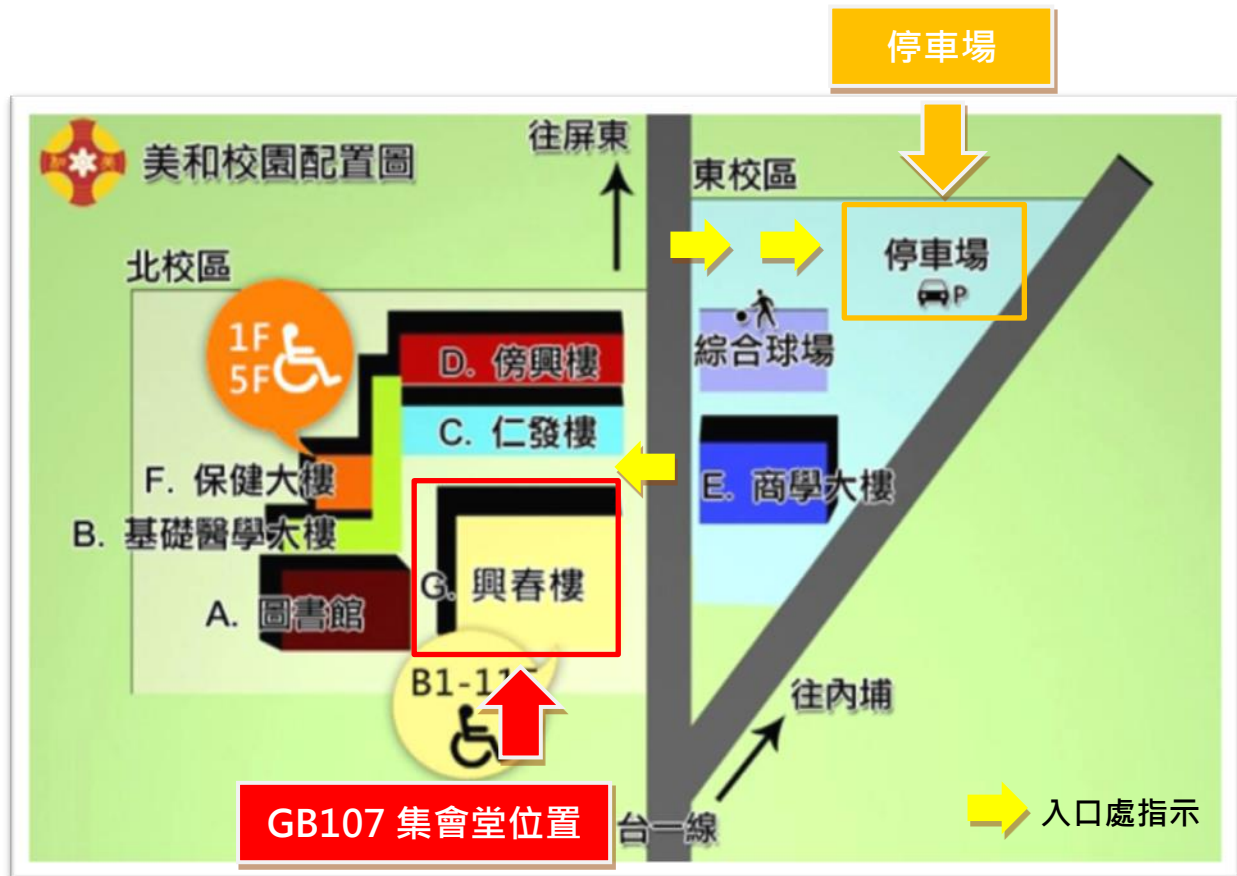 停車場
美和校園配置圖
往屏東
東校區
北校區
停車場
P
1F
5F
綜合球場
D. 傍興樓
C. 仁發樓
F. 保健大樓
E. 商學大樓
B. 基礎醫學大樓
G. 興春樓
A. 圖書館
B1-11
往內埔
GB107 集會堂位置
台一線
入口處指示